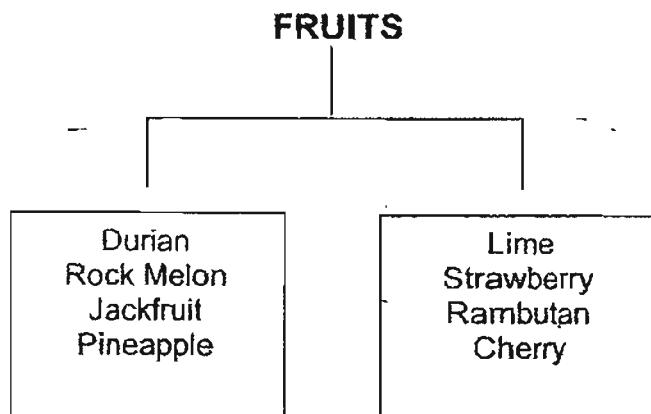 FRUITS
Durian
Rock Melon
Jackfruit
Pineapple
Lime
Strawberry
Rambutan
Cherry